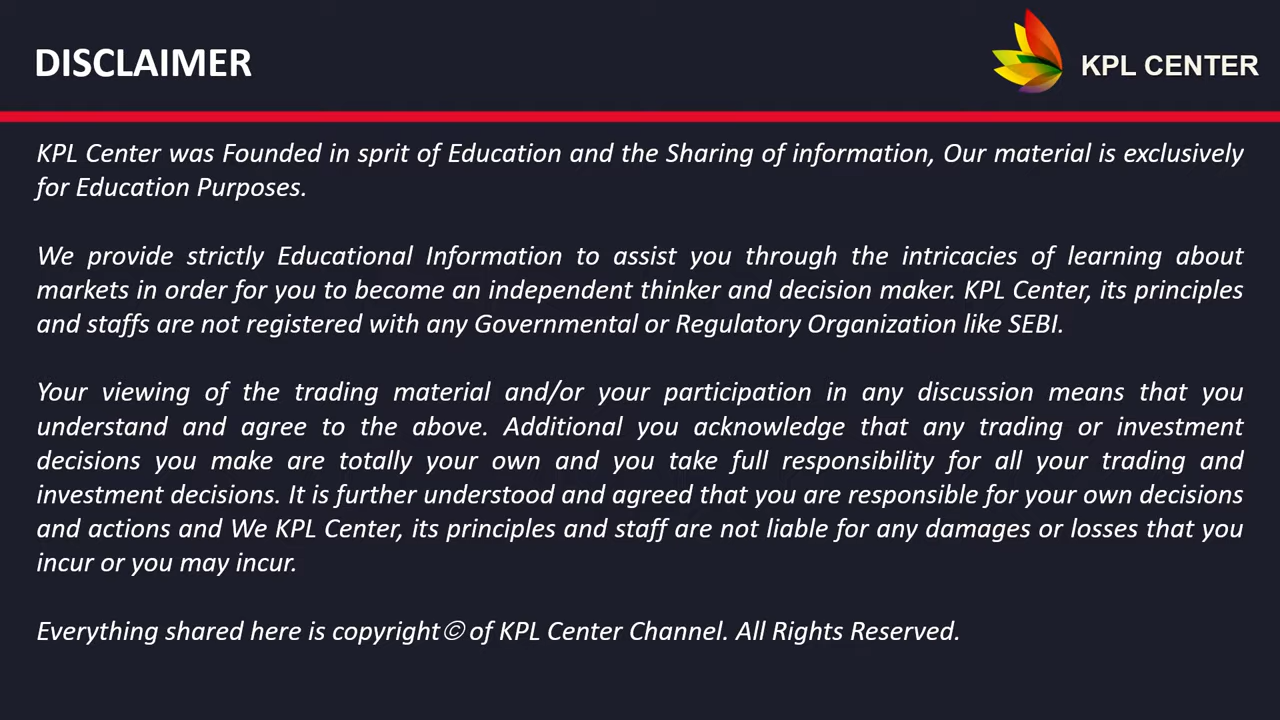 DISCLAIMER
KPL CENTER
KPL Center was Founded in sprit of Education and the Sharing of information, Our material is exclusively
for Education Purposes.
We provide strictly Educational Information to assist you through the intricacies of learning about
markets in order for you to become an independent thinker and decision maker. KPL Center, its principles
and staffs are not registered with any Governmental or Regulatory Organization like SEBI.
Your viewing of the trading material and/or your participation in any discussion means that you
understand and agree to the above. Additional you acknowledge that any trading or investment
decisions you make are totally your own and you take full responsibility for all your trading and
investment decisions. It is further understood and agreed that you are responsible for your own decisions
and actions and We KPL Center, its principles and staff are not liable for any damages or losses that you
incur or you may incur.
Everything shared here is copyright© of KPL Center Channel. All Rights Reserved.